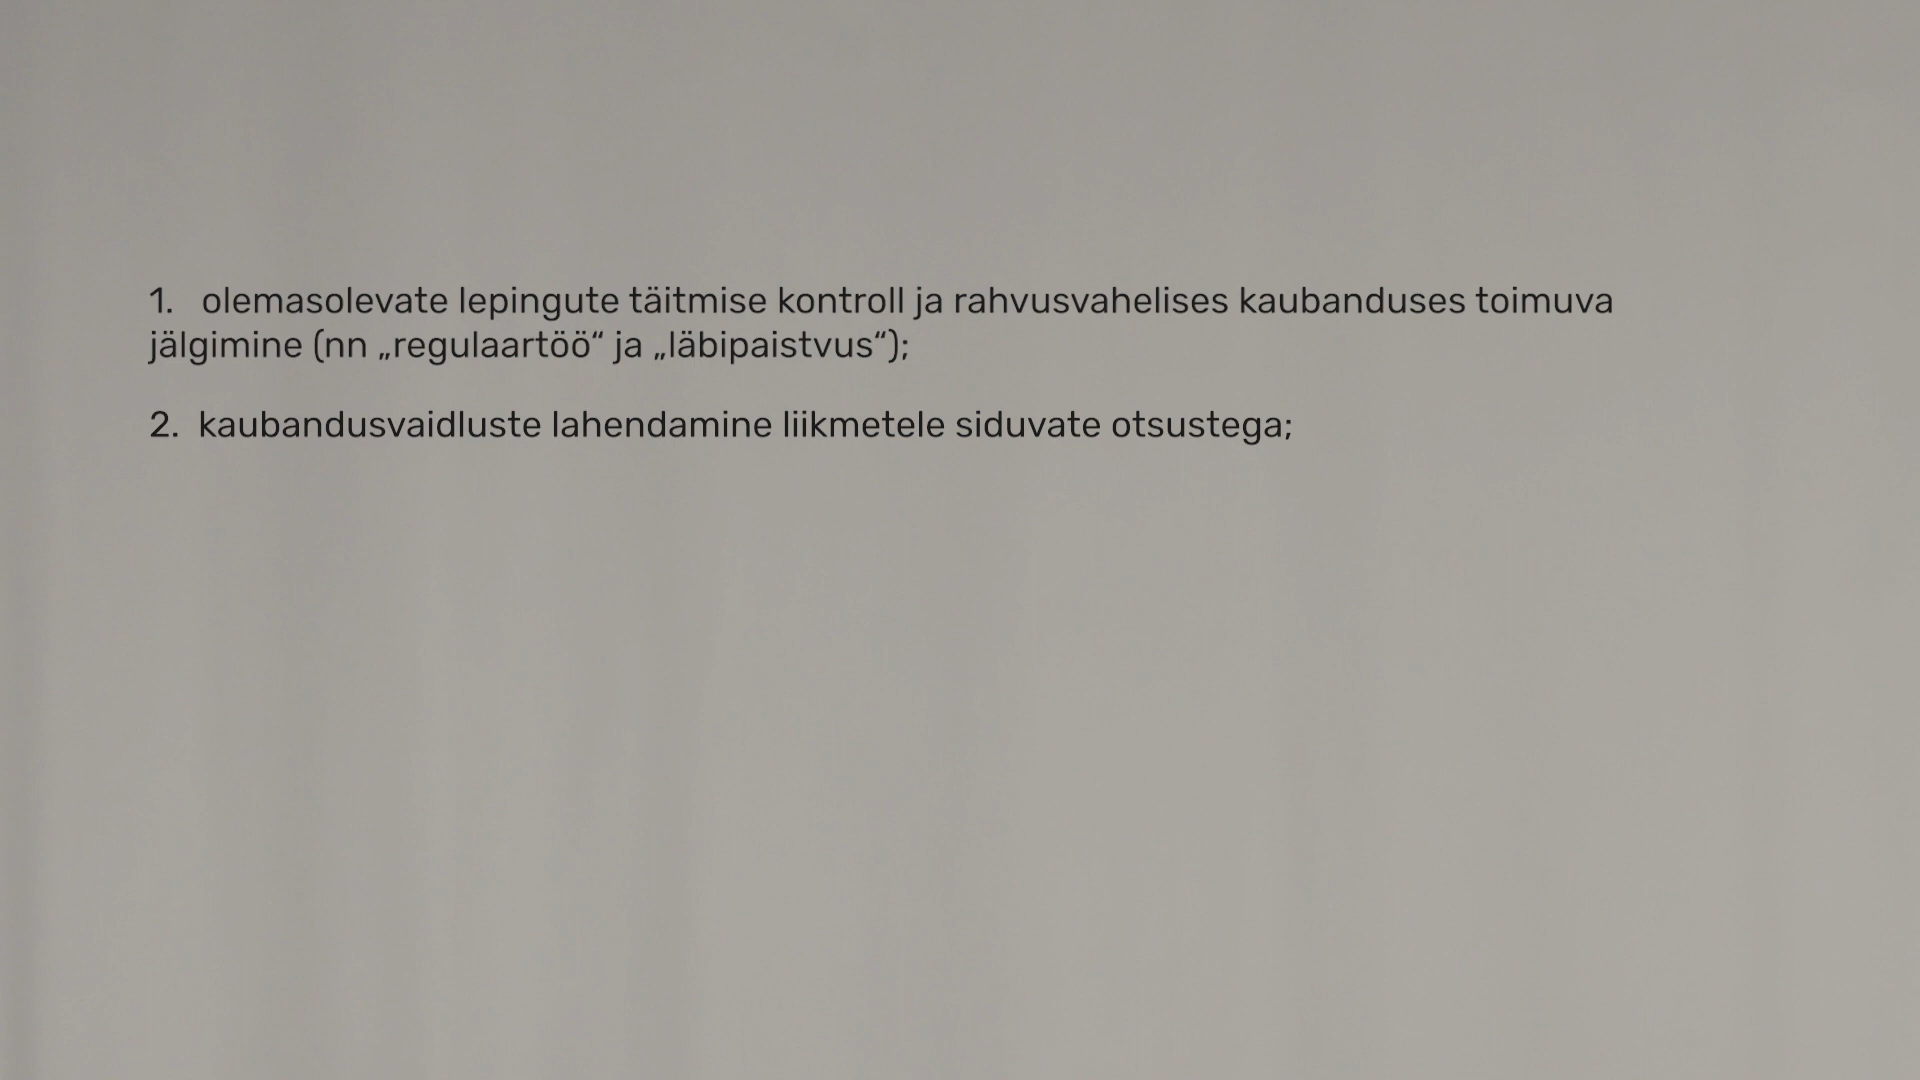 1. olemasolevate lepingute täitmise kontroll ja rahvusvahelises kaubanduses toimuva
jälgimine (nn „regulaartöö“ ja „läbipaistvus“);
2. kaubandusvaidluste lahendamine liikmetele siduvate otsustega;